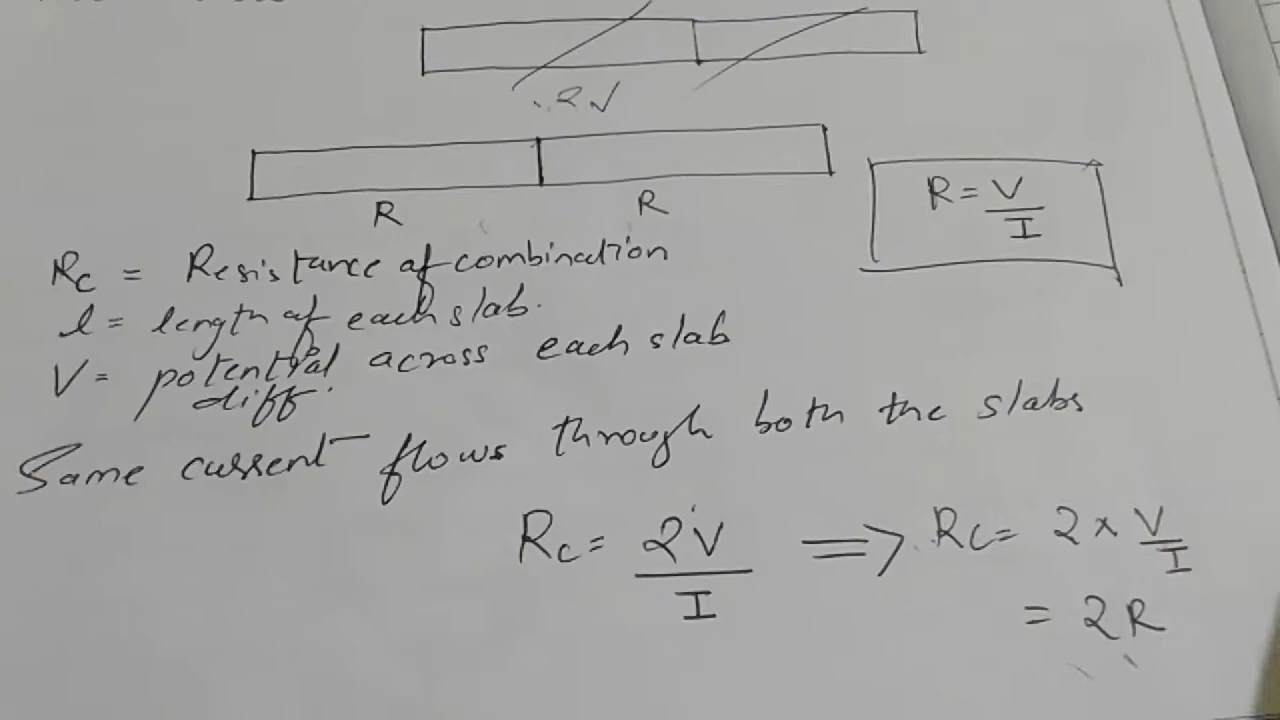 2V
R R
R = V/I
Rc = Resistance of combination
l = length of each slab.
V = potential across each slab
diff.
Same current flows through both the slabs
Rc = 2V/I ⟹ Rc = 2 × V/I
= 2R